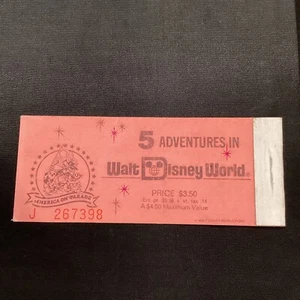 5 ADVENTURES IN
Walt Disney World®
PRICE $3.50
A $4.50 Maximum Value
AMERICA ON PARADE
J 267398